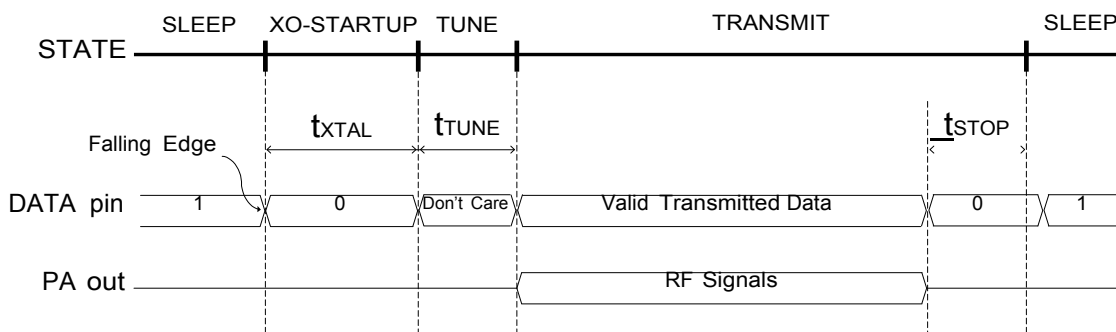 SLEEP XO-STARTUP TUNE TRANSMIT SLEEP
STATE
tXTAL tTUNE tSTOP
Falling Edge
DATA pin 1 0 Don't Care Valid Transmitted Data 0 1
PA out RF Signals